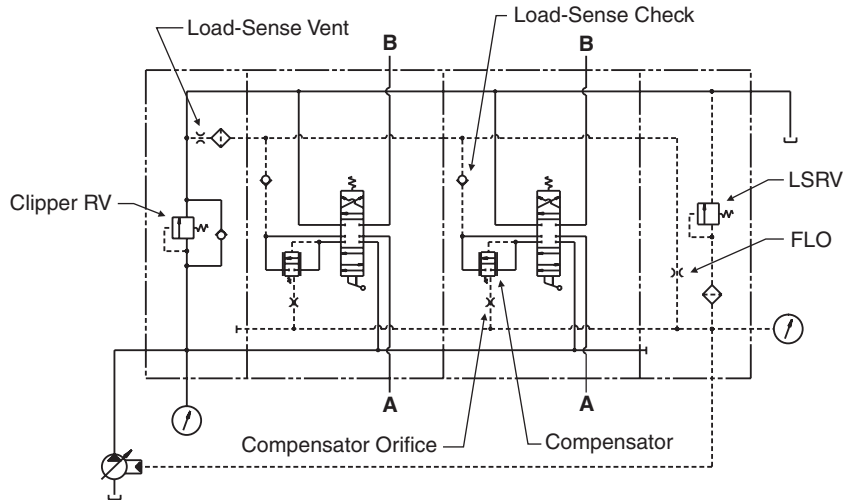 Load-Sense Vent
Load-Sense Check
B
B
Clipper RV
LSRV
FLO
A
A
Compensator Orifice
Compensator